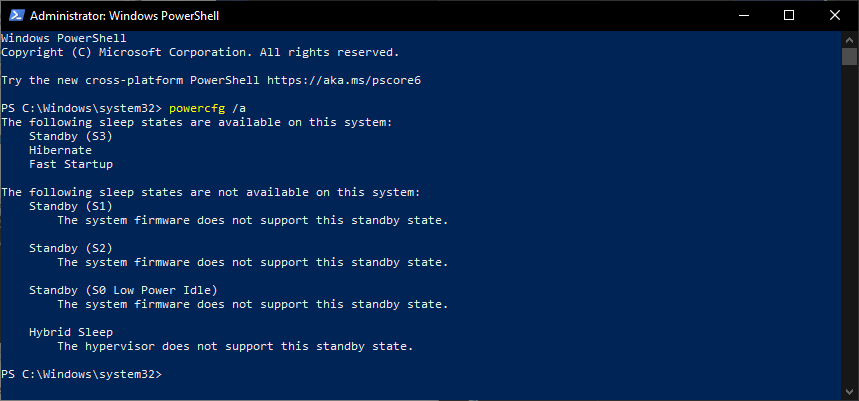 Administrator: Windows PowerShell
Windows PowerShell
Copyright (C) Microsoft Corporation. All rights reserved.
Try the new cross-platform PowerShell https://aka.ms/pscore6
PS C:\Windows\system32> powercfg /a
The following sleep states are available on this system:
    Standby (S3)
    Hibernate
    Fast Startup
The following sleep states are not available on this system:
    Standby (S1)
        The system firmware does not support this standby state.
    Standby (S2)
        The system firmware does not support this standby state.
    Standby (S0 Low Power Idle)
        The system firmware does not support this standby state.
    Hybrid Sleep
        The hypervisor does not support this standby state.
PS C:\Windows\system32>